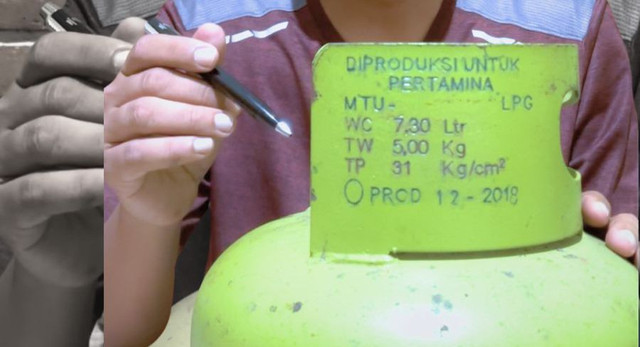 DIPRODUKSI UNTUK
PERTAMINA
MTU- LPG
WC 7,30 Ltr
TW 5,00 Kg
TP 31 Kg/cm²
PROD 12-2018